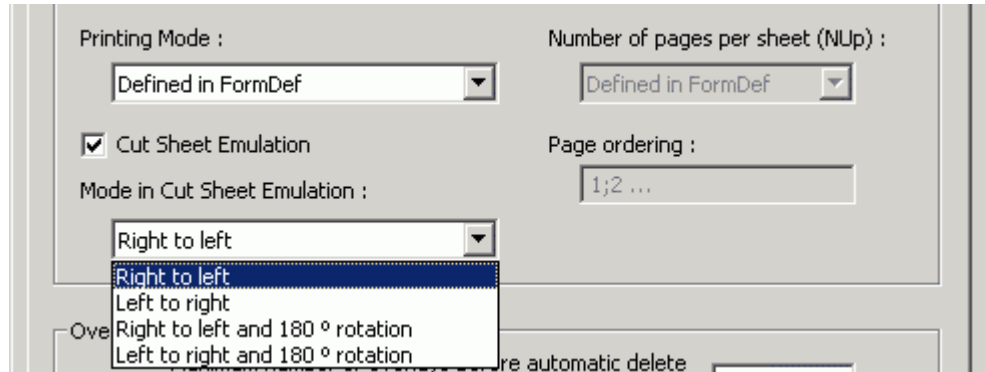 Printing Mode :
Number of pages per sheet (NUp) :
Defined in FormDef
Defined in FormDef
Cut Sheet Emulation
Page ordering :
Mode in Cut Sheet Emulation :
1;2 ...
Right to left
Right to left
Left to right
Right to left and 180 º rotation
Left to right and 180 º rotation
automatic delete